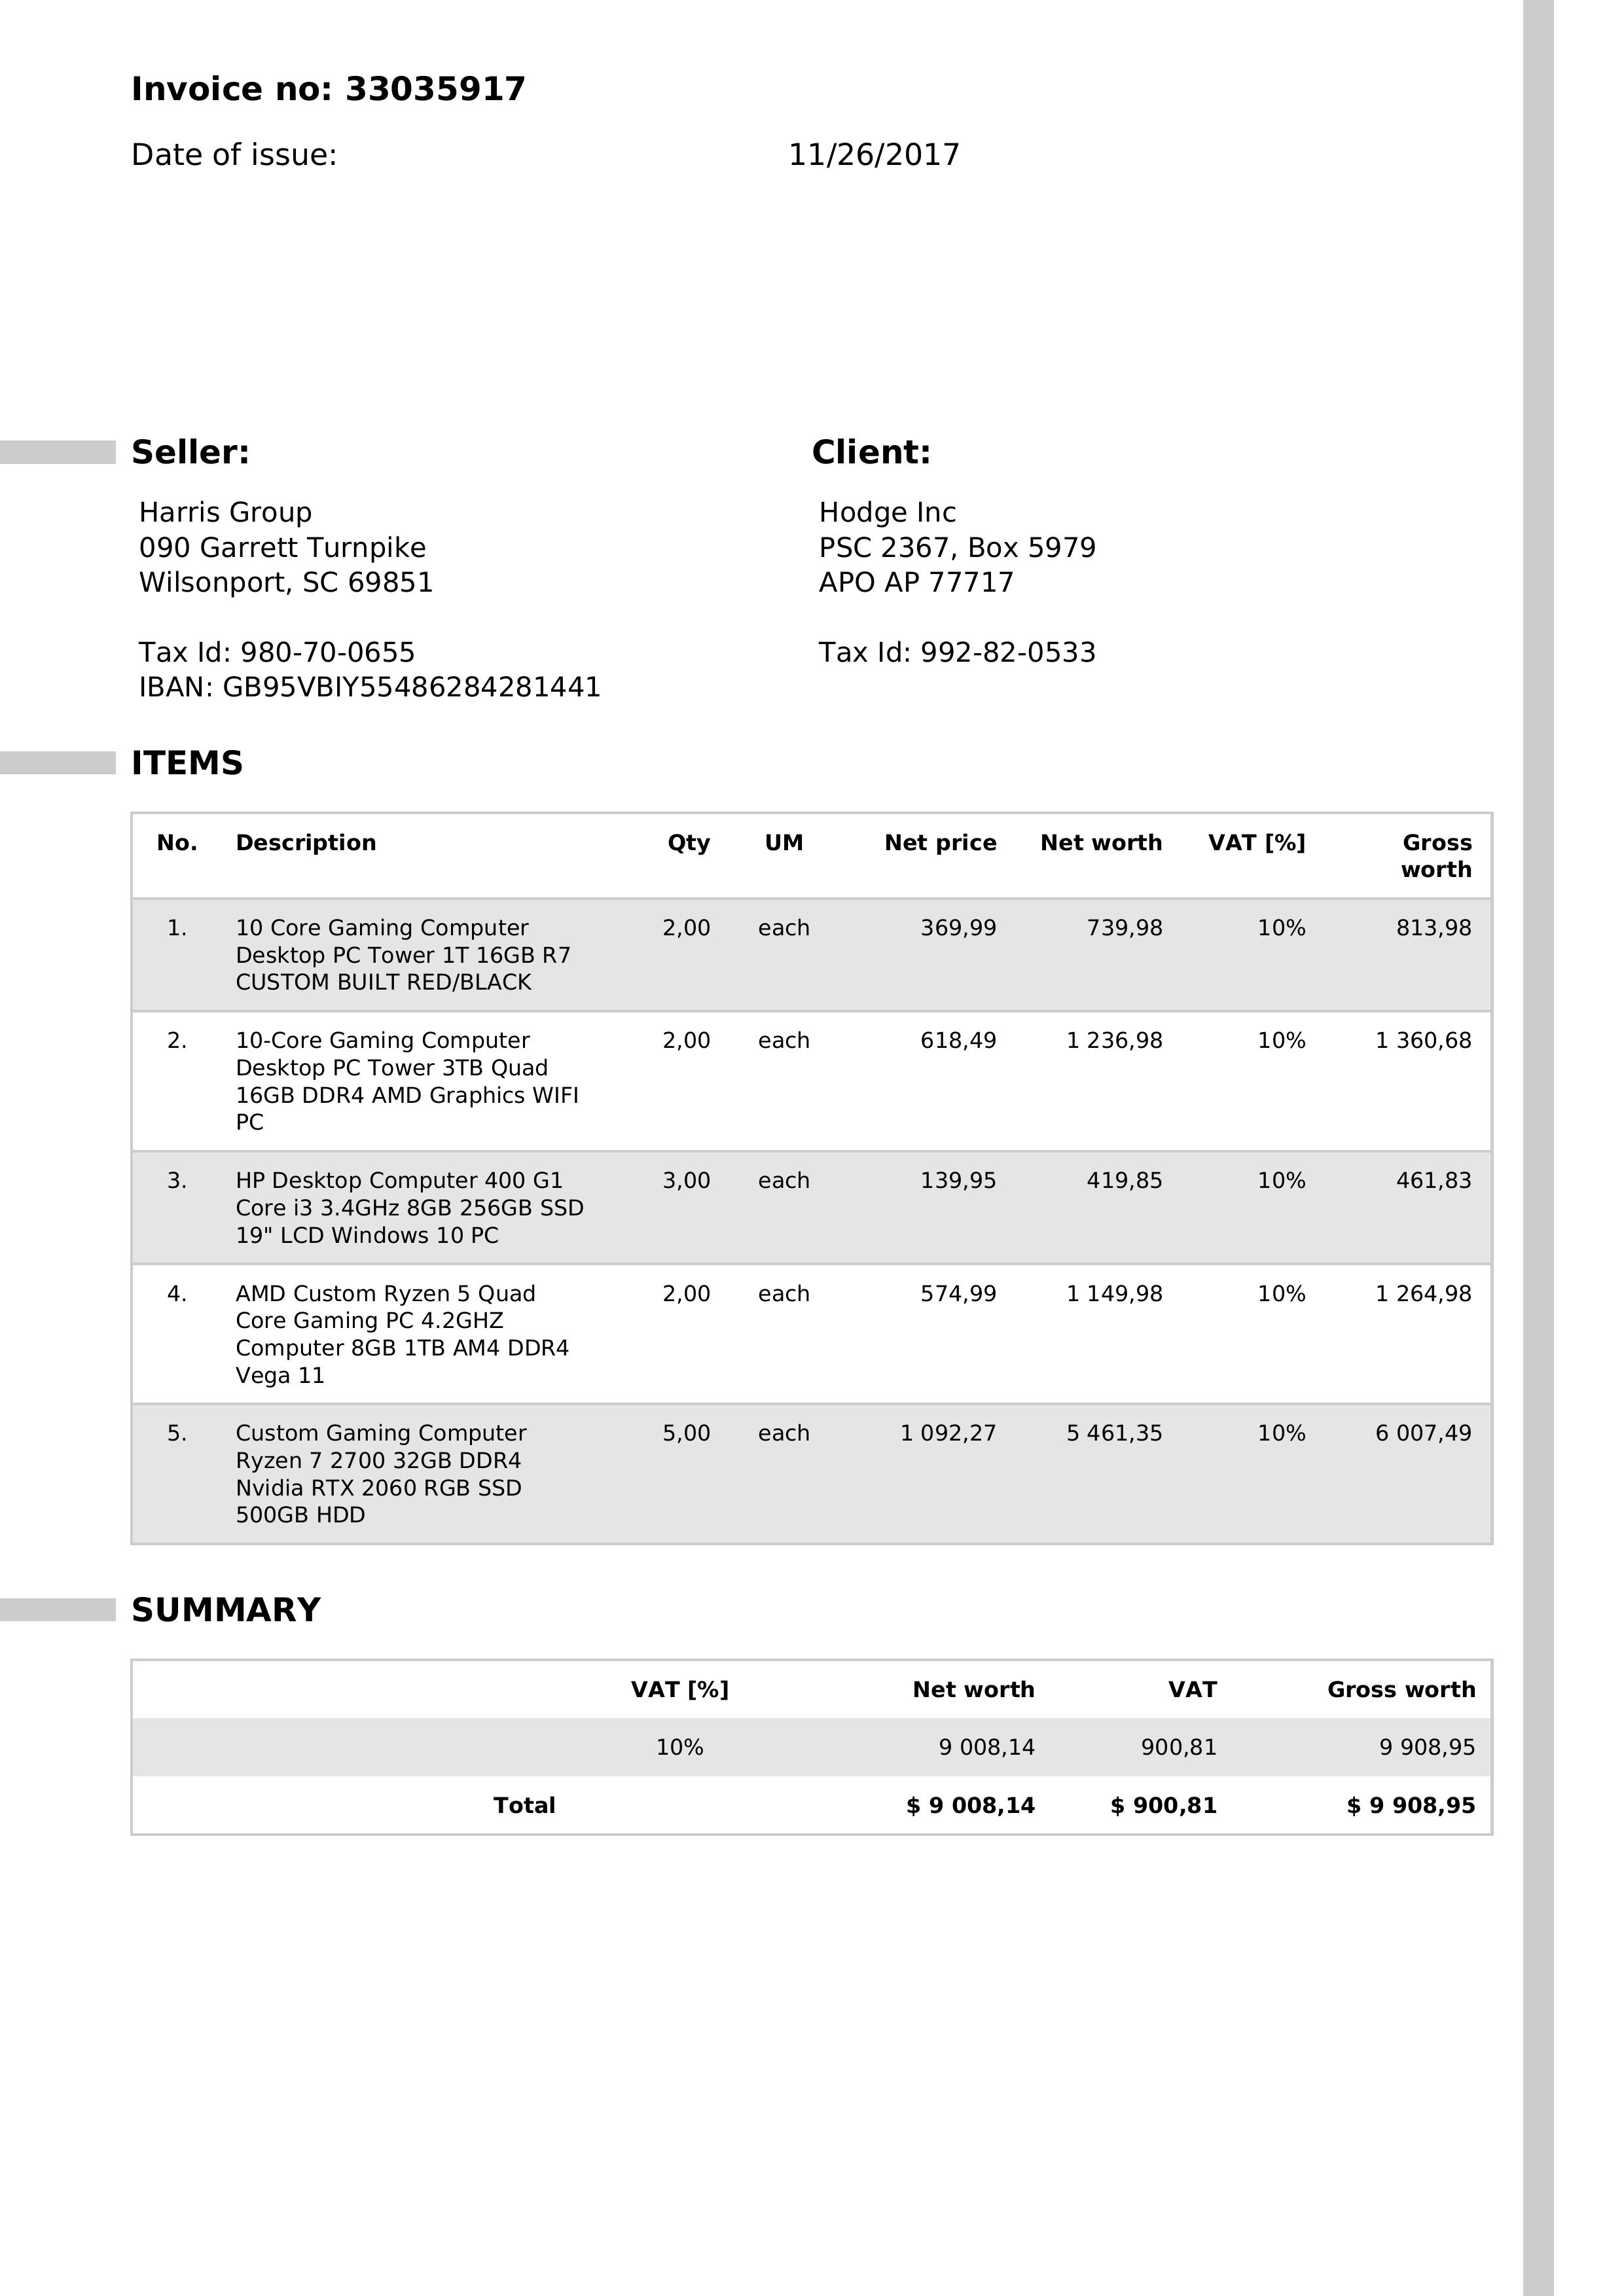 Invoice no: 33035917
Date of issue: 11/26/2017
Seller:
Harris Group
090 Garrett Turnpike
Wilsonport, SC 69851
Tax Id: 980-70-0655
IBAN: GB95VBIY55486284281441
Client:
Hodge Inc
PSC 2367, Box 5979
APO AP 77717
Tax Id: 992-82-0533
ITEMS
No. Description Qty UM Net price Net worth VAT [%] Gross
worth
1. 10 Core Gaming Computer 2,00 each 369,99 739,98 10% 813,98
Desktop PC Tower 1T 16GB R7
CUSTOM BUILT RED/BLACK
2. 10-Core Gaming Computer 2,00 each 618,49 1 236,98 10% 1 360,68
Desktop PC Tower 3TB Quad
16GB DDR4 AMD Graphics WIFI
PC
3. HP Desktop Computer 400 G1 3,00 each 139,95 419,85 10% 461,83
Core i3 3.4GHz 8GB 256GB SSD
19" LCD Windows 10 PC
4. AMD Custom Ryzen 5 Quad 2,00 each 574,99 1 149,98 10% 1 264,98
Core Gaming PC 4.2GHZ
Computer 8GB 1TB AM4 DDR4
Vega 11
5. Custom Gaming Computer 5,00 each 1 092,27 5 461,35 10% 6 007,49
Ryzen 7 2700 32GB DDR4
Nvidia RTX 2060 RGB SSD
500GB HDD
SUMMARY
VAT [%] Net worth VAT Gross worth
10% 9 008,14 900,81 9 908,95
Total $ 9 008,14 $ 900,81 $ 9 908,95